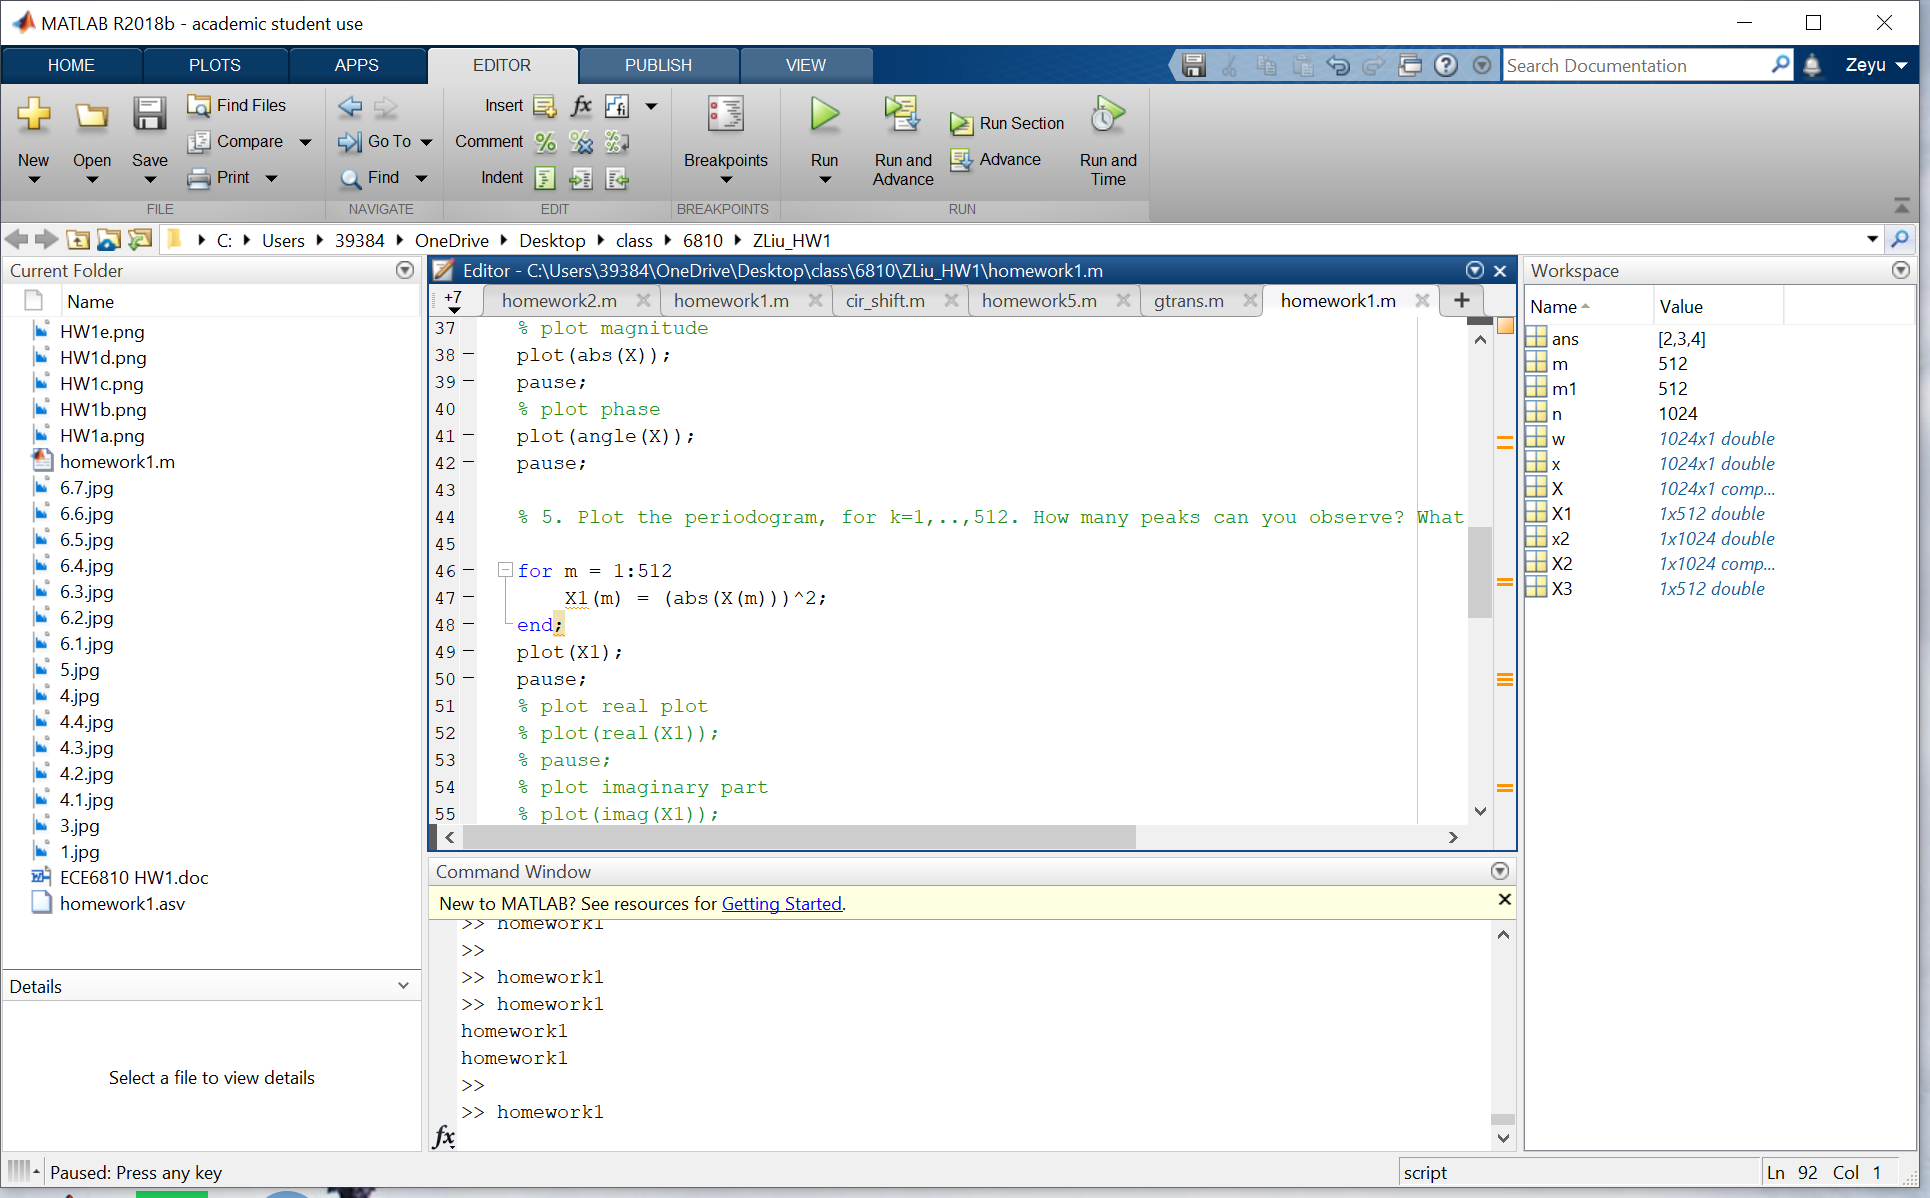 MATLAB R2018b - academic student use
HOME PLOTS APPS EDITOR PUBLISH VIEW
Search Documentation
Zeyu
New
Open
Save
Find Files
Compare
Print
FILE
Go To
Find
NAVIGATE
Insert fx fi
Comment
Indent
EDIT
Breakpoints
BREAKPOINTS
Run
Run and Advance
Run Section
Advance
Run and Time
RUN
C: Users 39384 OneDrive Desktop class 6810 ZLiu_HW1
Current Folder
Name
HW1e.png
HW1d.png
HW1c.png
HW1b.png
HW1a.png
homework1.m
6.7.jpg
6.6.jpg
6.5.jpg
6.4.jpg
6.3.jpg
6.2.jpg
6.1.jpg
5.jpg
4.jpg
4.4.jpg
4.3.jpg
4.2.jpg
4.1.jpg
3.jpg
1.jpg
ECE6810 HW1.doc
homework1.asv
Details
Select a file to view details
Editor - C:\Users\39384\OneDrive\Desktop\class\6810\ZLiu_HW1\homework1.m
+7 homework2.m homework1.m cir_shift.m homework5.m gtrans.m homework1.m +
37 % plot magnitude
38 – plot(abs(X));
39 – pause;
40 % plot phase
41 – plot(angle(X));
42 – pause;
43
44 % 5. Plot the periodogram, for k=1,..,512. How many peaks can you observe? What
45
46 – for m = 1:512
47 – X1(m) = (abs(X(m)))^2;
48 – end;
49 – plot(X1);
50 – pause;
51 % plot real plot
52 % plot(real(X1));
53 % pause;
54 % plot imaginary part
55 % plot(imag(X1));
Command Window
New to MATLAB? See resources for Getting Started.
>> homework1
>>
>> homework1
>> homework1
homework1
homework1
>>
>> homework1
fx
Workspace
Name Value
ans [2,3,4]
m 512
m1 512
n 1024
w 1024x1 double
x 1024x1 double
X 1024x1 comp...
X1 1x512 double
x2 1x1024 double
X2 1x1024 comp...
X3 1x512 double
Paused: Press any key
script
Ln 92 Col 1